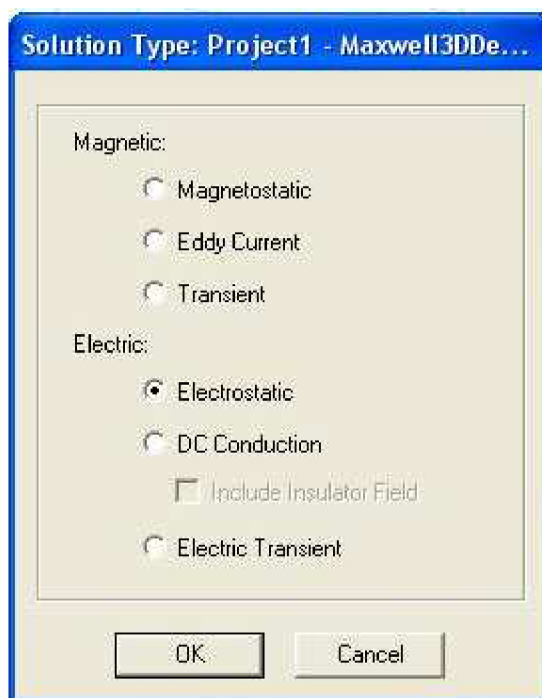 Solution Type: Project1 - Maxwell3DDe...
Magnetic:
Magnetostatic
Eddy Current
Transient
Electric:
Electrostatic
DC Conduction
Include Insulator Field
Electric Transient
OK Cancel